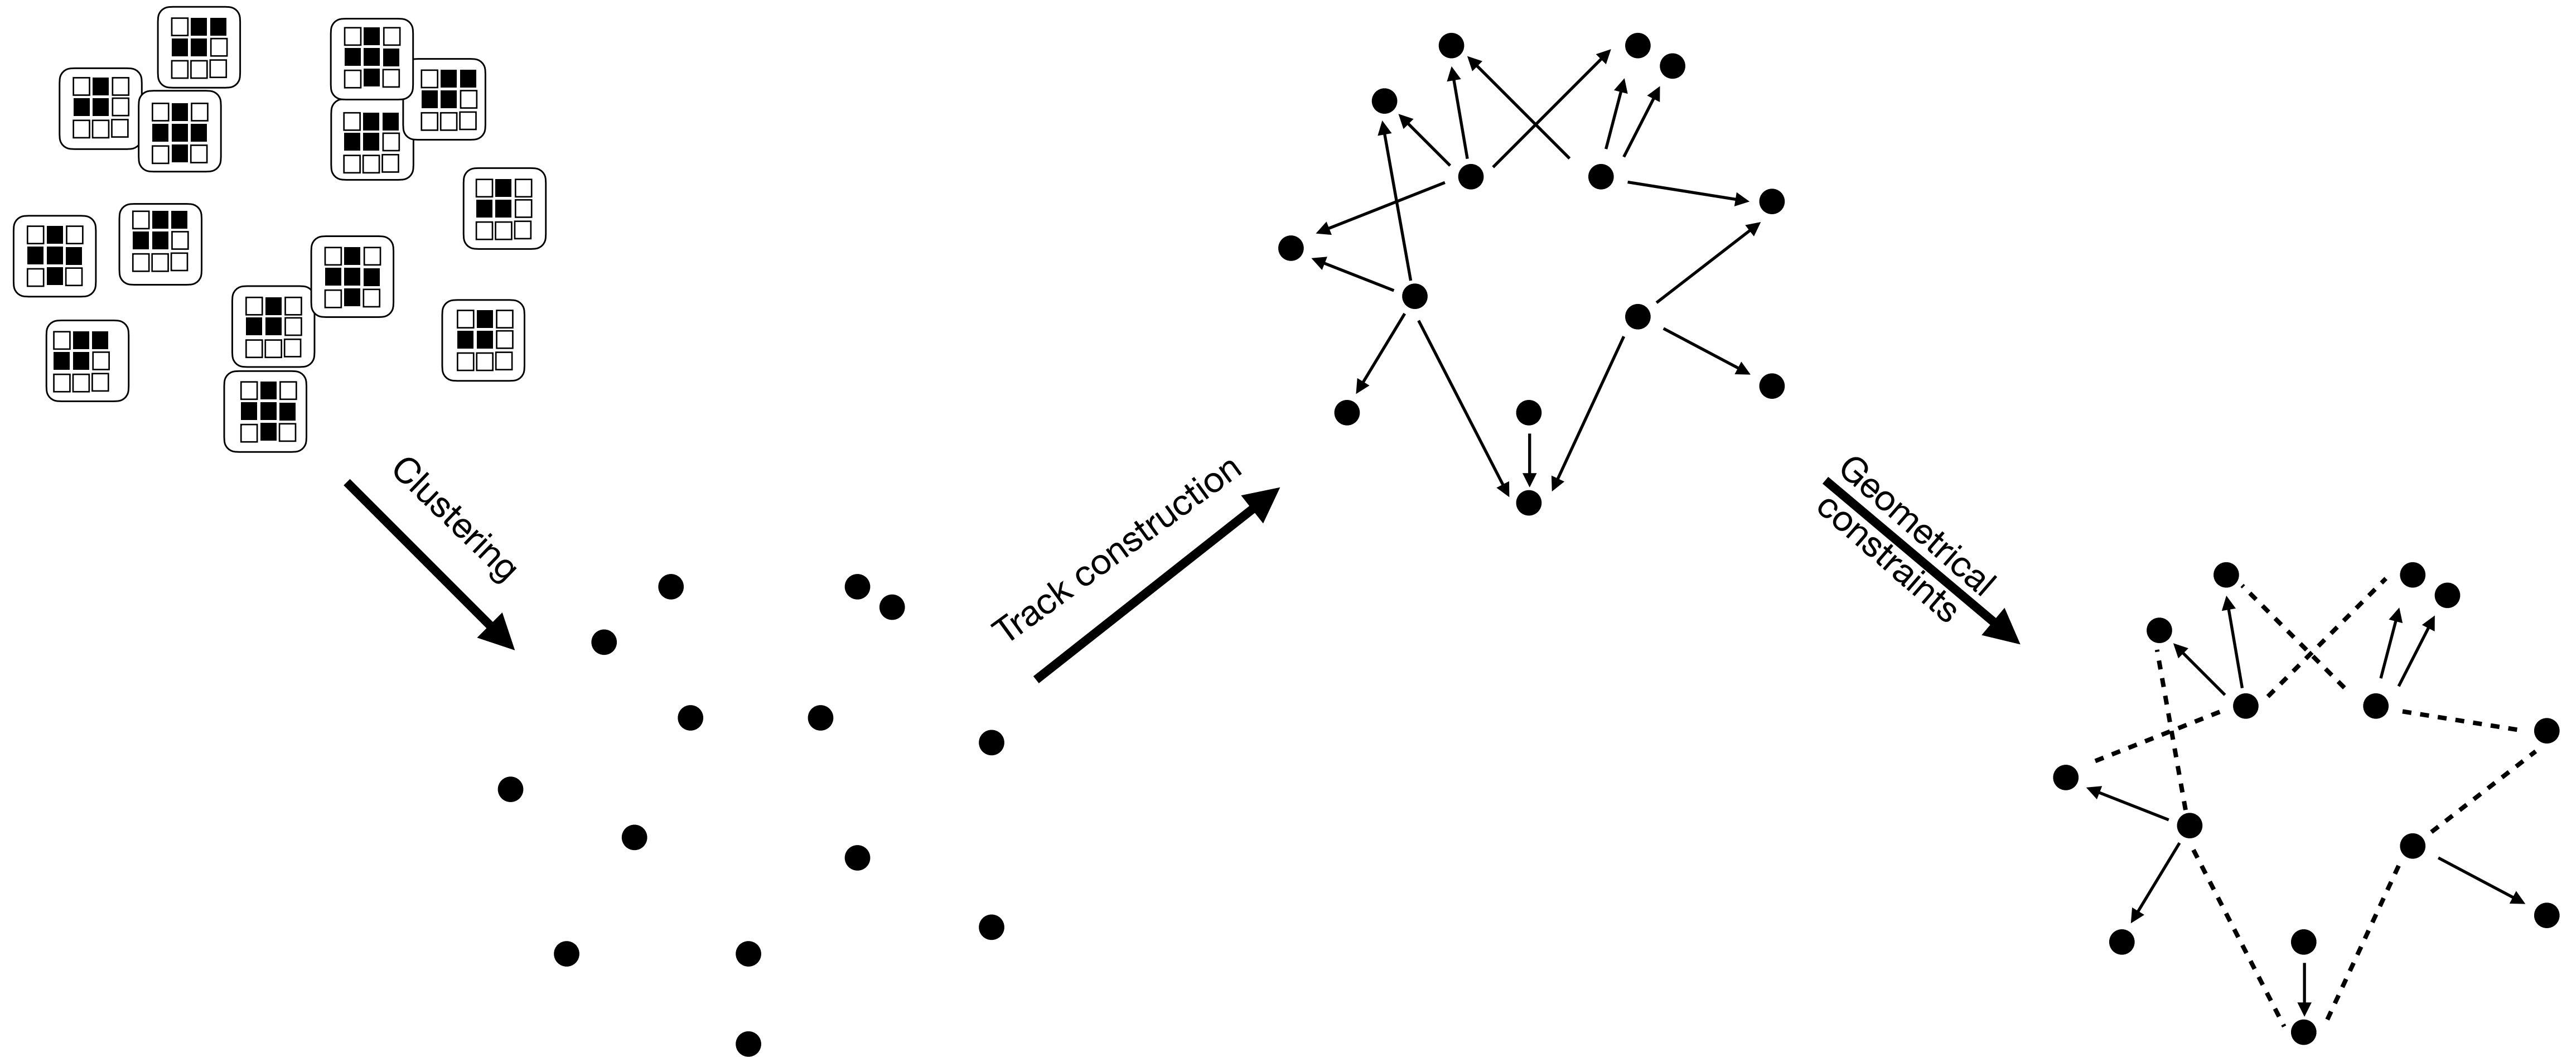 Clustering
Track construction
Geometrical
constraints